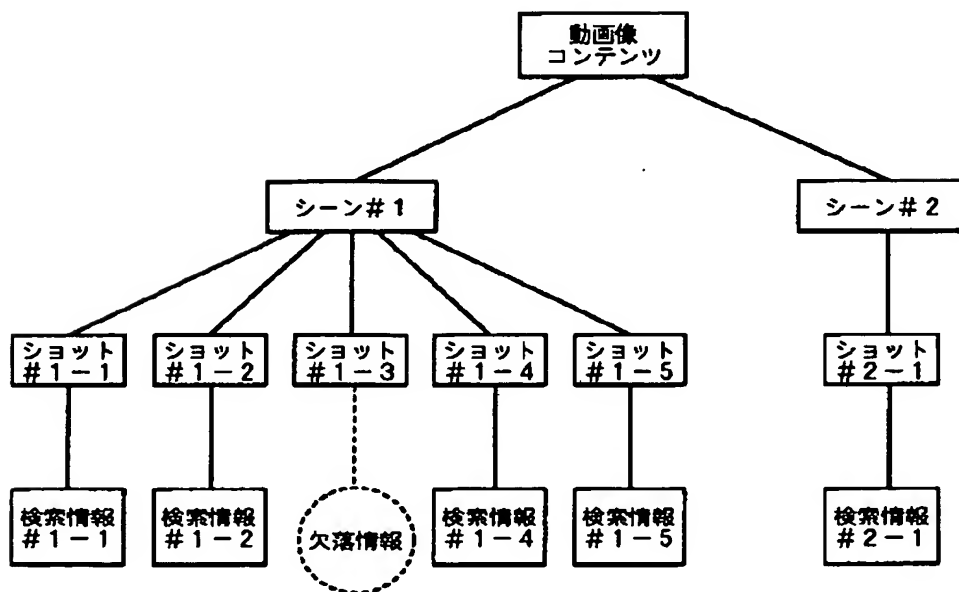 動画像
コンテンツ
シーン＃１
シーン＃２
ショット
＃１－１
ショット
＃１－２
ショット
＃１－３
ショット
＃１－４
ショット
＃１－５
ショット
＃２－１
検索情報
＃１－１
検索情報
＃１－２
欠落情報
検索情報
＃１－４
検索情報
＃１－５
検索情報
＃２－１